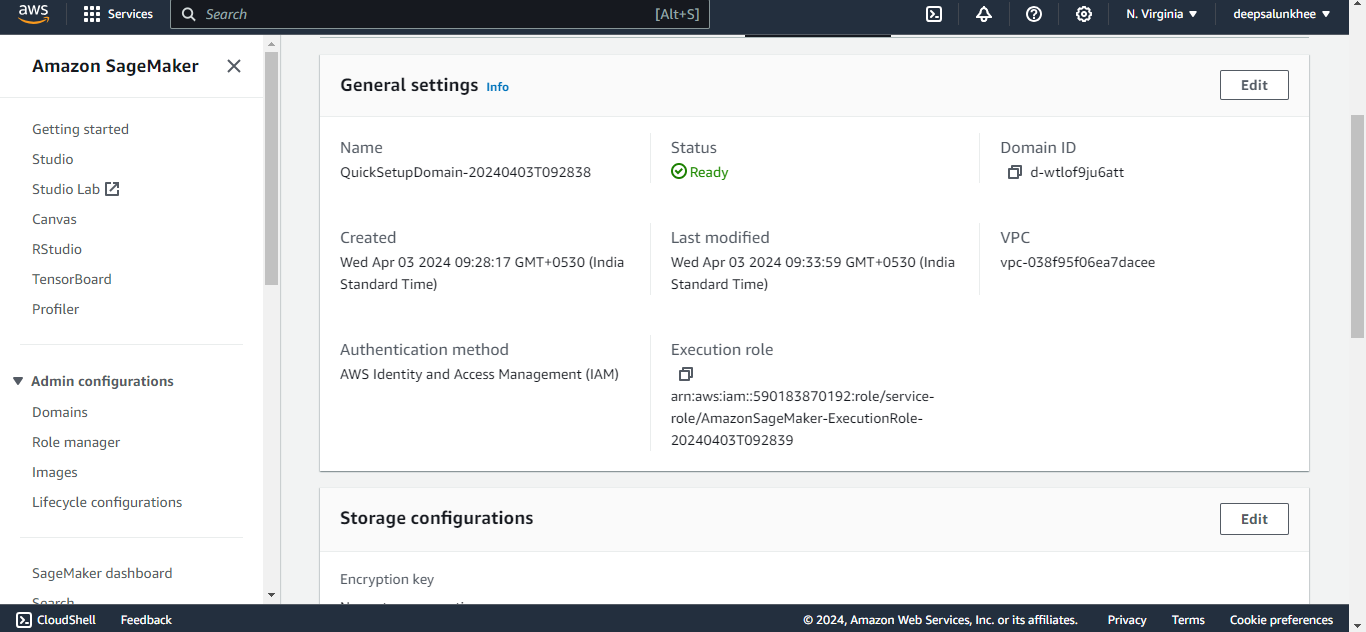 aws
Services
Search
[Alt+S]
N. Virginia
deepsalunkhee
Amazon SageMaker
Getting started
Studio
Studio Lab
Canvas
RStudio
TensorBoard
Profiler
Admin configurations
Domains
Role manager
Images
Lifecycle configurations
SageMaker dashboard
Search
General settings Info
Edit
Name
QuickSetupDomain-20240403T092838
Status
Ready
Domain ID
d-wtlof9ju6att
Created
Wed Apr 03 2024 09:28:17 GMT+0530 (India
Standard Time)
Last modified
Wed Apr 03 2024 09:33:59 GMT+0530 (India
Standard Time)
VPC
vpc-038f95f06ea7dacee
Authentication method
AWS Identity and Access Management (IAM)
Execution role
arn:aws:iam::590183870192:role/service-
role/AmazonSageMaker-ExecutionRole-
20240403T092839
Storage configurations
Edit
Encryption key
CloudShell
Feedback
© 2024, Amazon Web Services, Inc. or its affiliates.
Privacy
Terms
Cookie preferences